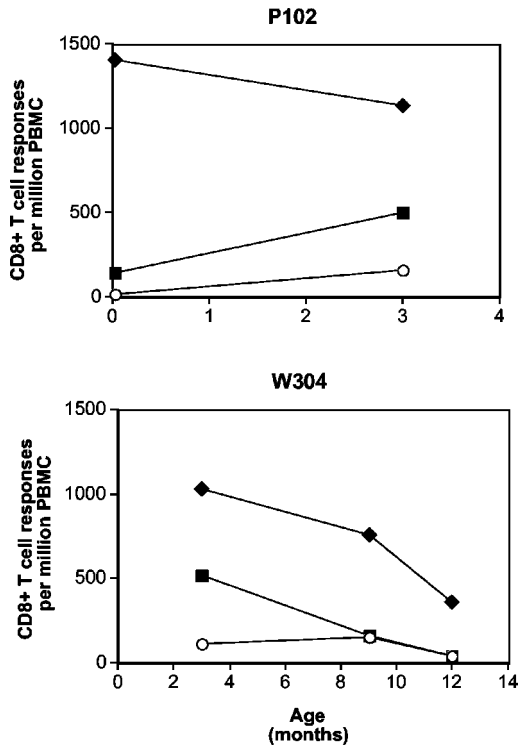 P102
CD8+ T cell responses
per million PBMC
1500
1000
500
0
0 1 2 3 4
W304
CD8+ T cell responses
per million PBMC
1500
1000
500
0
0 2 4 6 8 10 12 14
Age
(months)